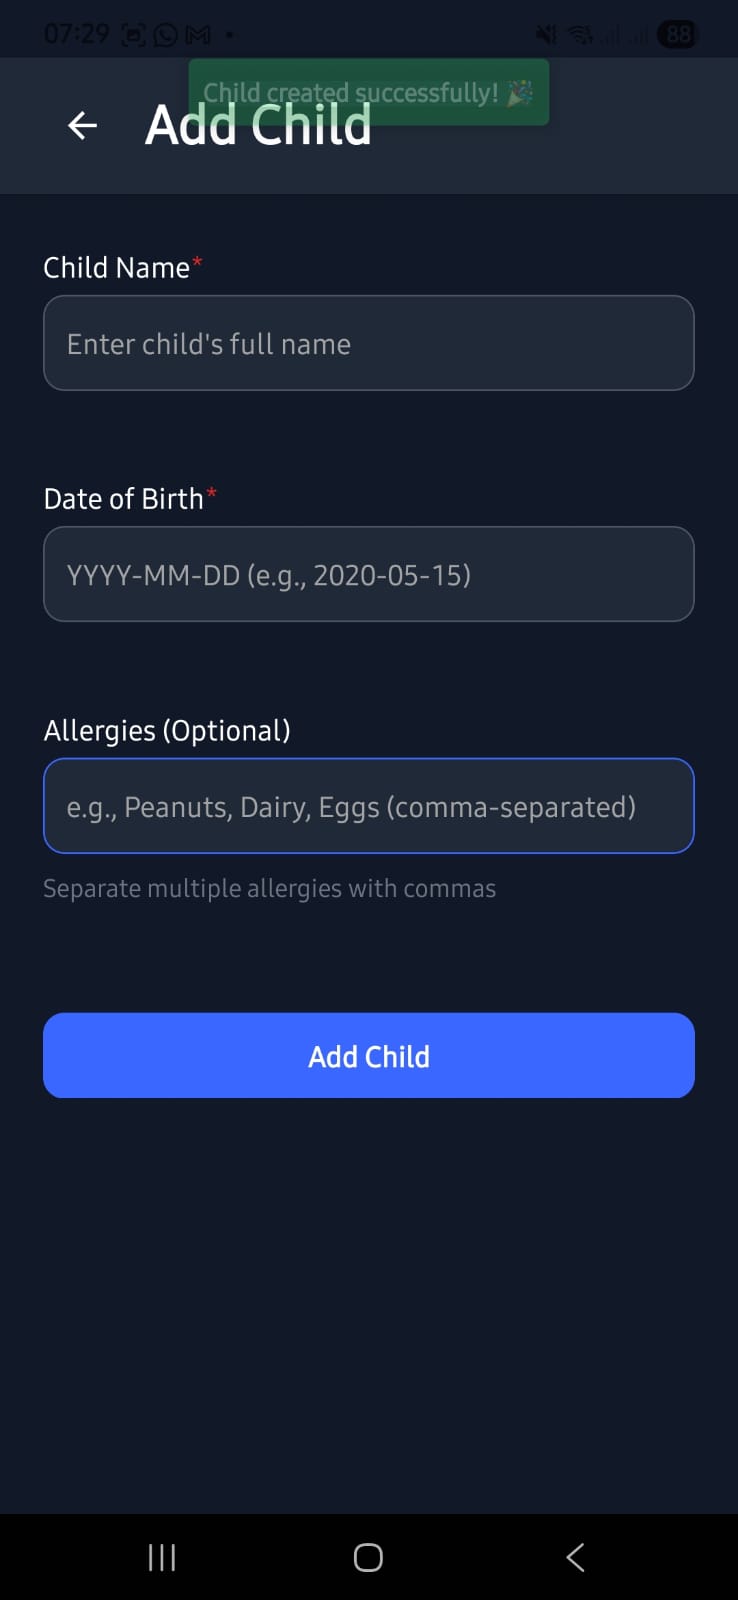 07:29
88
Child created successfully! 🎉
Add Child
Child Name*
Enter child's full name
Date of Birth*
YYYY-MM-DD (e.g., 2020-05-15)
Allergies (Optional)
e.g., Peanuts, Dairy, Eggs (comma-separated)
Separate multiple allergies with commas
Add Child